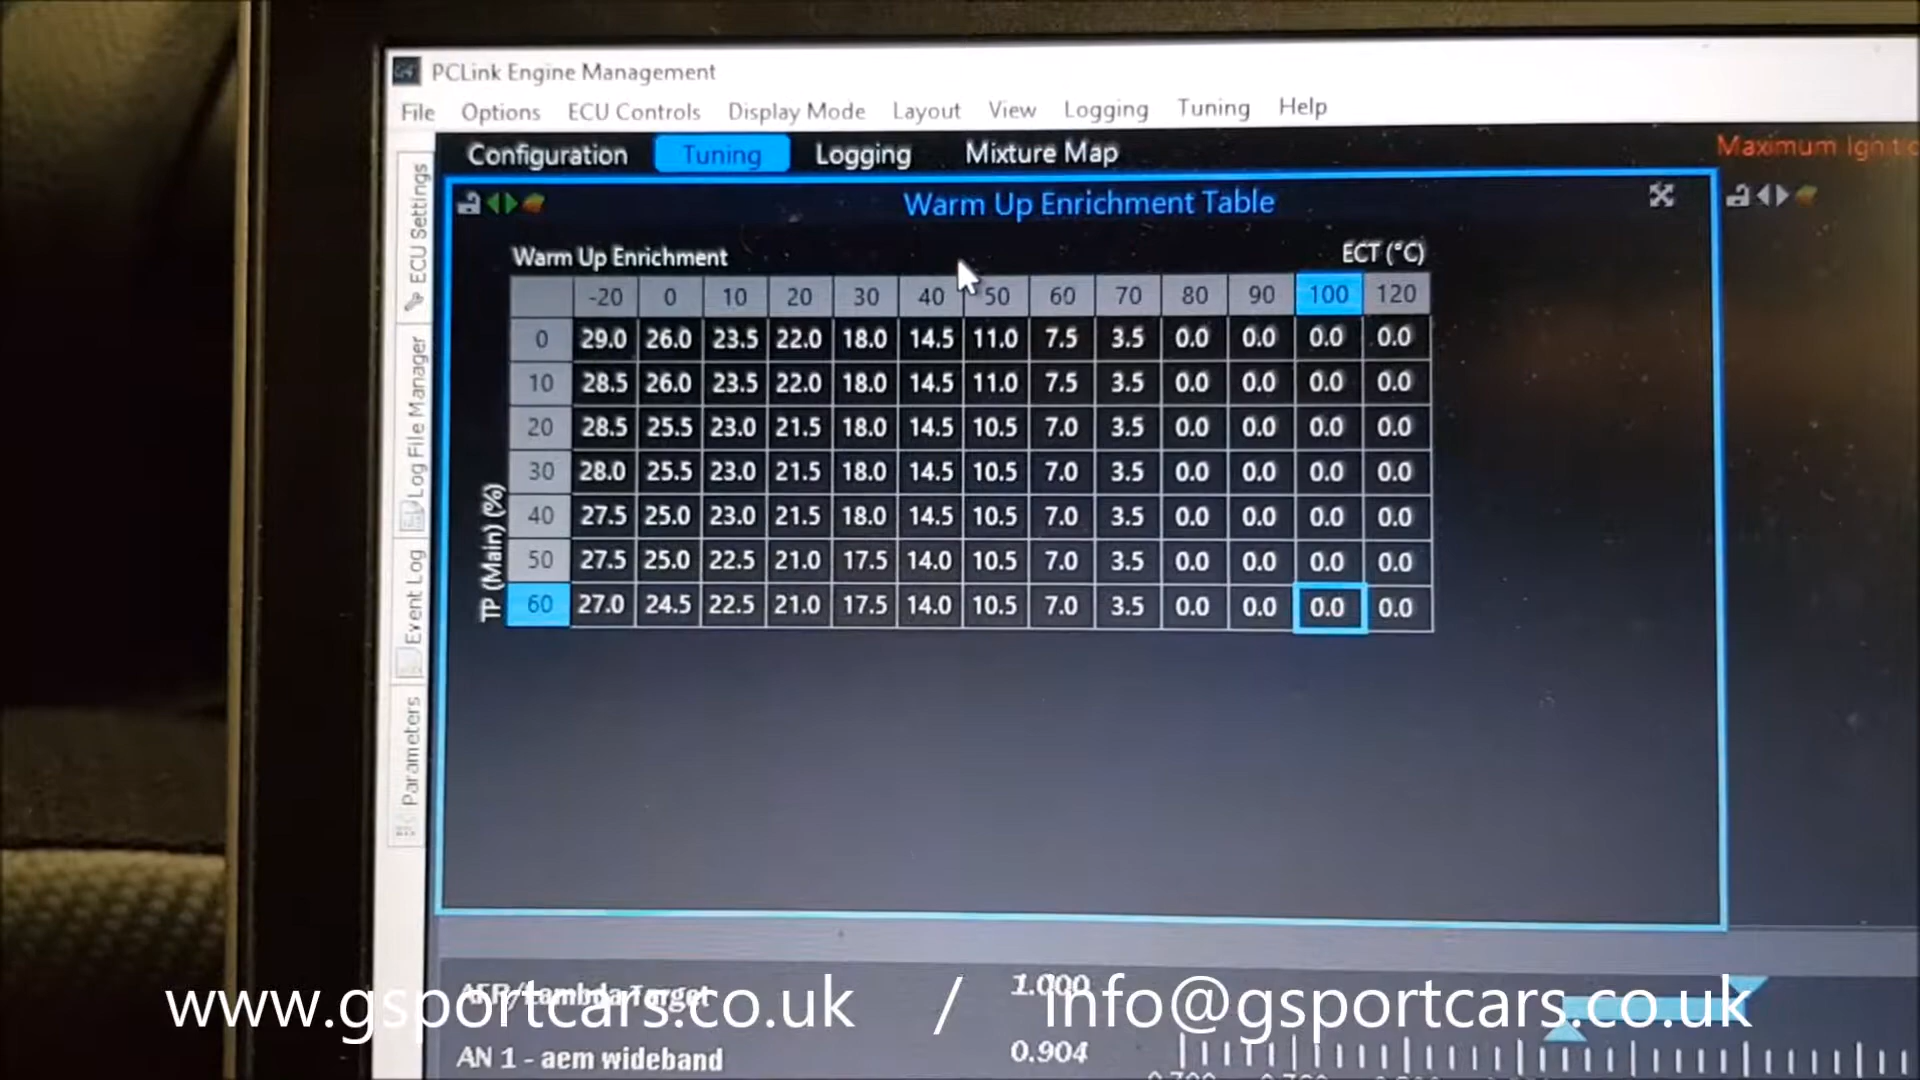 PCLink Engine Management
File Options ECU Controls Display Mode Layout View Logging Tuning Help
Configuration Tuning Logging Mixture Map
Maximum
ECU Settings
Log File Manager
Event Log
Parameters
Warm Up Enrichment Table
Warm Up Enrichment ECT (°C)
-20 0 10 20 30 40 50 60 70 80 90 100 120
TP (Main) (%)
0 29.0 26.0 23.5 22.0 18.0 14.5 11.0 7.5 3.5 0.0 0.0 0.0 0.0
10 28.5 26.0 23.5 22.0 18.0 14.5 11.0 7.5 3.5 0.0 0.0 0.0 0.0
20 28.5 25.5 23.0 21.5 18.0 14.5 10.5 7.0 3.5 0.0 0.0 0.0 0.0
30 28.0 25.5 23.0 21.5 18.0 14.5 10.5 7.0 3.5 0.0 0.0 0.0 0.0
40 27.5 25.0 23.0 21.5 18.0 14.5 10.5 7.0 3.5 0.0 0.0 0.0 0.0
50 27.5 25.0 22.5 21.0 17.5 14.0 10.5 7.0 3.5 0.0 0.0 0.0 0.0
60 27.0 24.5 22.5 21.0 17.5 14.0 10.5 7.0 3.5 0.0 0.0 0.0 0.0
AFR/Lambda Target 1.000
www.gsportcars.co.uk / info@gsportcars.co.uk
AN 1 - aem wideband 0.904